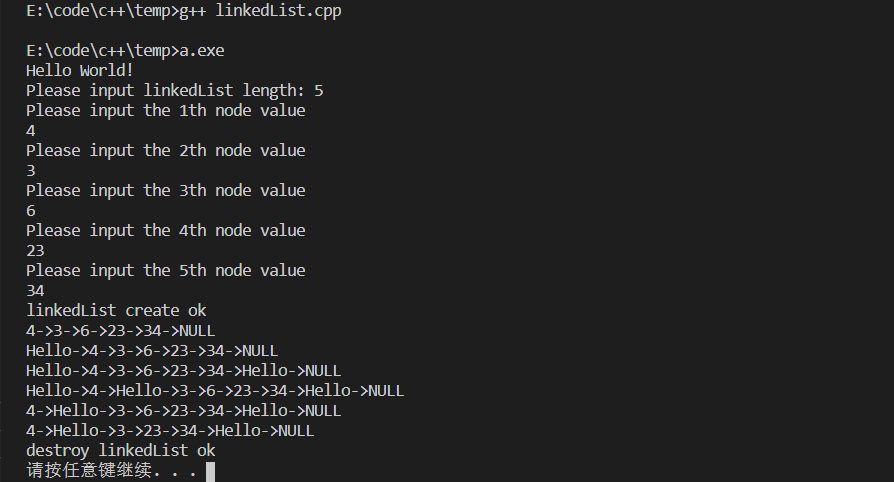 E:\code\c++\temp>g++ linkedList.cpp
E:\code\c++\temp>a.exe
Hello World!
Please input linkedList length: 5
Please input the 1th node value
4
Please input the 2th node value
3
Please input the 3th node value
6
Please input the 4th node value
23
Please input the 5th node value
34
linkedList create ok
4->3->6->23->34->NULL
Hello->4->3->6->23->34->NULL
Hello->4->3->6->23->34->Hello->NULL
Hello->4->Hello->3->6->23->34->Hello->NULL
4->Hello->3->6->23->34->Hello->NULL
4->Hello->3->23->34->Hello->NULL
destroy linkedList ok
请按任意键继续. . .